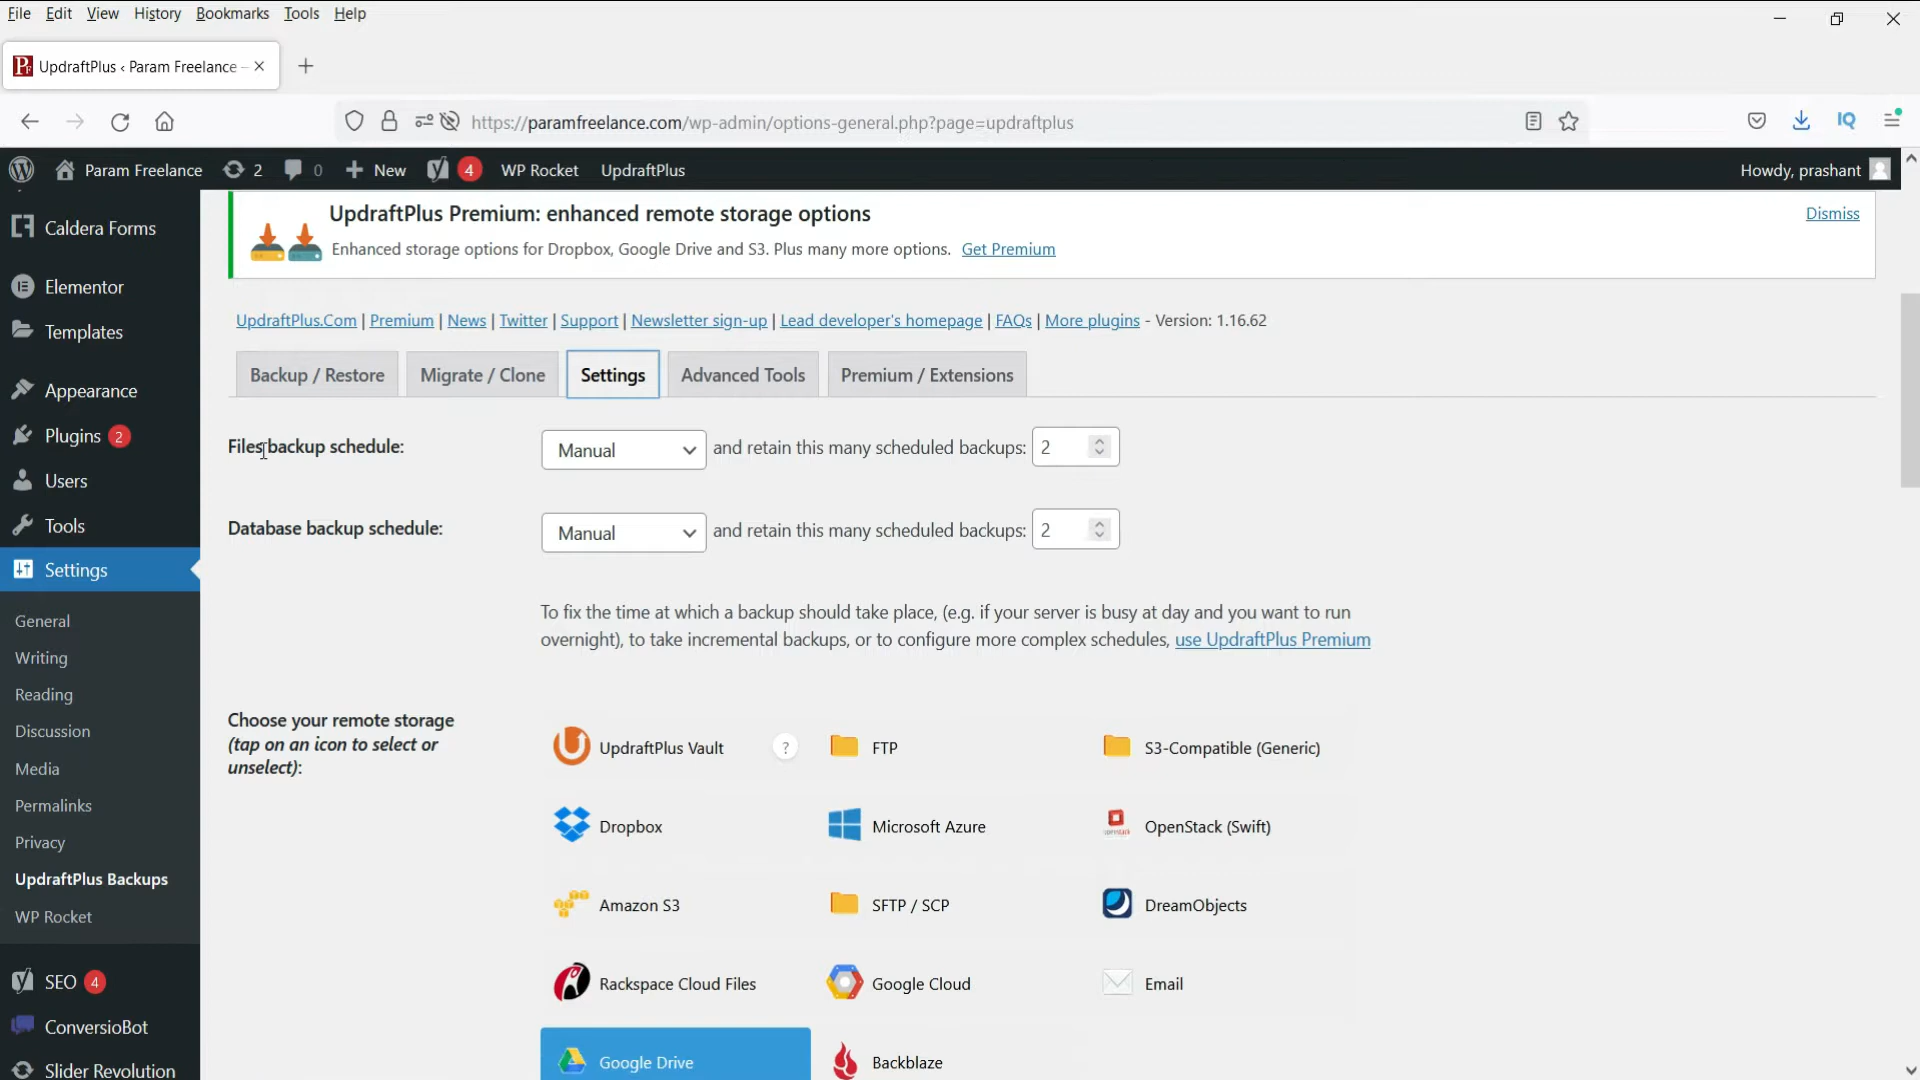 File Edit View History Bookmarks Tools Help
UpdraftPlus ‹ Param Freelance –
https://paramfreelance.com/wp-admin/options-general.php?page=updraftplus
IQ
Param Freelance 2 0 New 4 WP Rocket UpdraftPlus Howdy, prashant
Caldera Forms
Elementor
Templates
Appearance
Plugins 2
Users
Tools
Settings
General
Writing
Reading
Discussion
Media
Permalinks
Privacy
UpdraftPlus Backups
WP Rocket
SEO 4
ConversioBot
Slider Revolution
UpdraftPlus Premium: enhanced remote storage options
Dismiss
Enhanced storage options for Dropbox, Google Drive and S3. Plus many more options. Get Premium
UpdraftPlus.Com | Premium | News | Twitter | Support | Newsletter sign-up | Lead developer's homepage | FAQs | More plugins - Version: 1.16.62
Backup / Restore Migrate / Clone Settings Advanced Tools Premium / Extensions
Files backup schedule: Manual and retain this many scheduled backups: 2
Database backup schedule: Manual and retain this many scheduled backups: 2
To fix the time at which a backup should take place, (e.g. if your server is busy at day and you want to run
overnight), to take incremental backups, or to configure more complex schedules, use UpdraftPlus Premium
Choose your remote storage
(tap on an icon to select or
unselect):
UpdraftPlus Vault ? FTP S3-Compatible (Generic)
Dropbox Microsoft Azure OpenStack (Swift)
Amazon S3 SFTP / SCP DreamObjects
Rackspace Cloud Files Google Cloud Email
Google Drive Backblaze